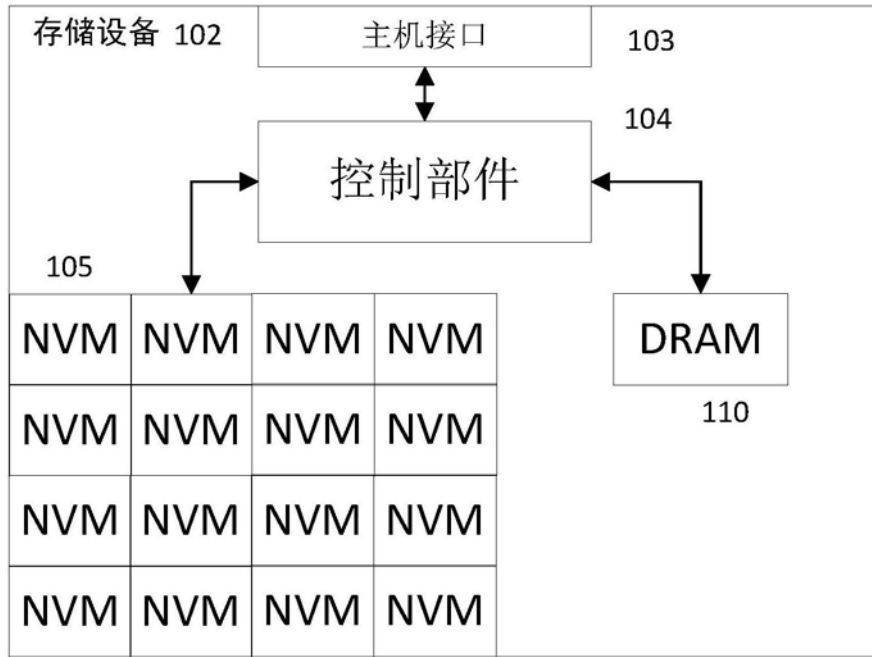 存储设备 102
主机接口
103
104
控制部件
105
NVM NVM NVM NVM
DRAM
NVM NVM NVM NVM
110
NVM NVM NVM NVM
NVM NVM NVM NVM